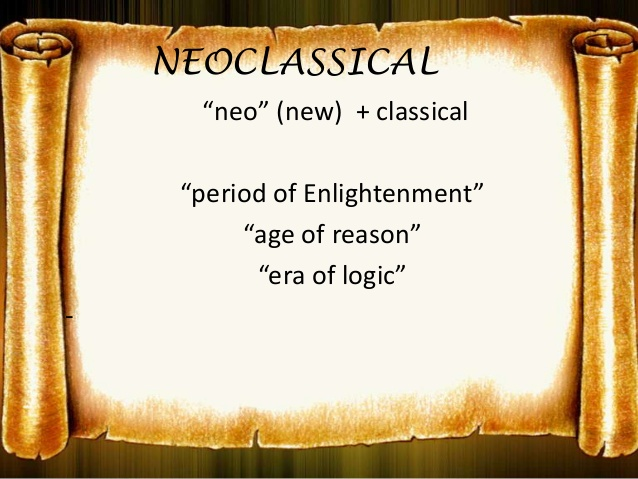 NEOCLASSICAL
“neo” (new)  + classical
“period of Enlightenment”
“age of reason”
“era of logic”
-